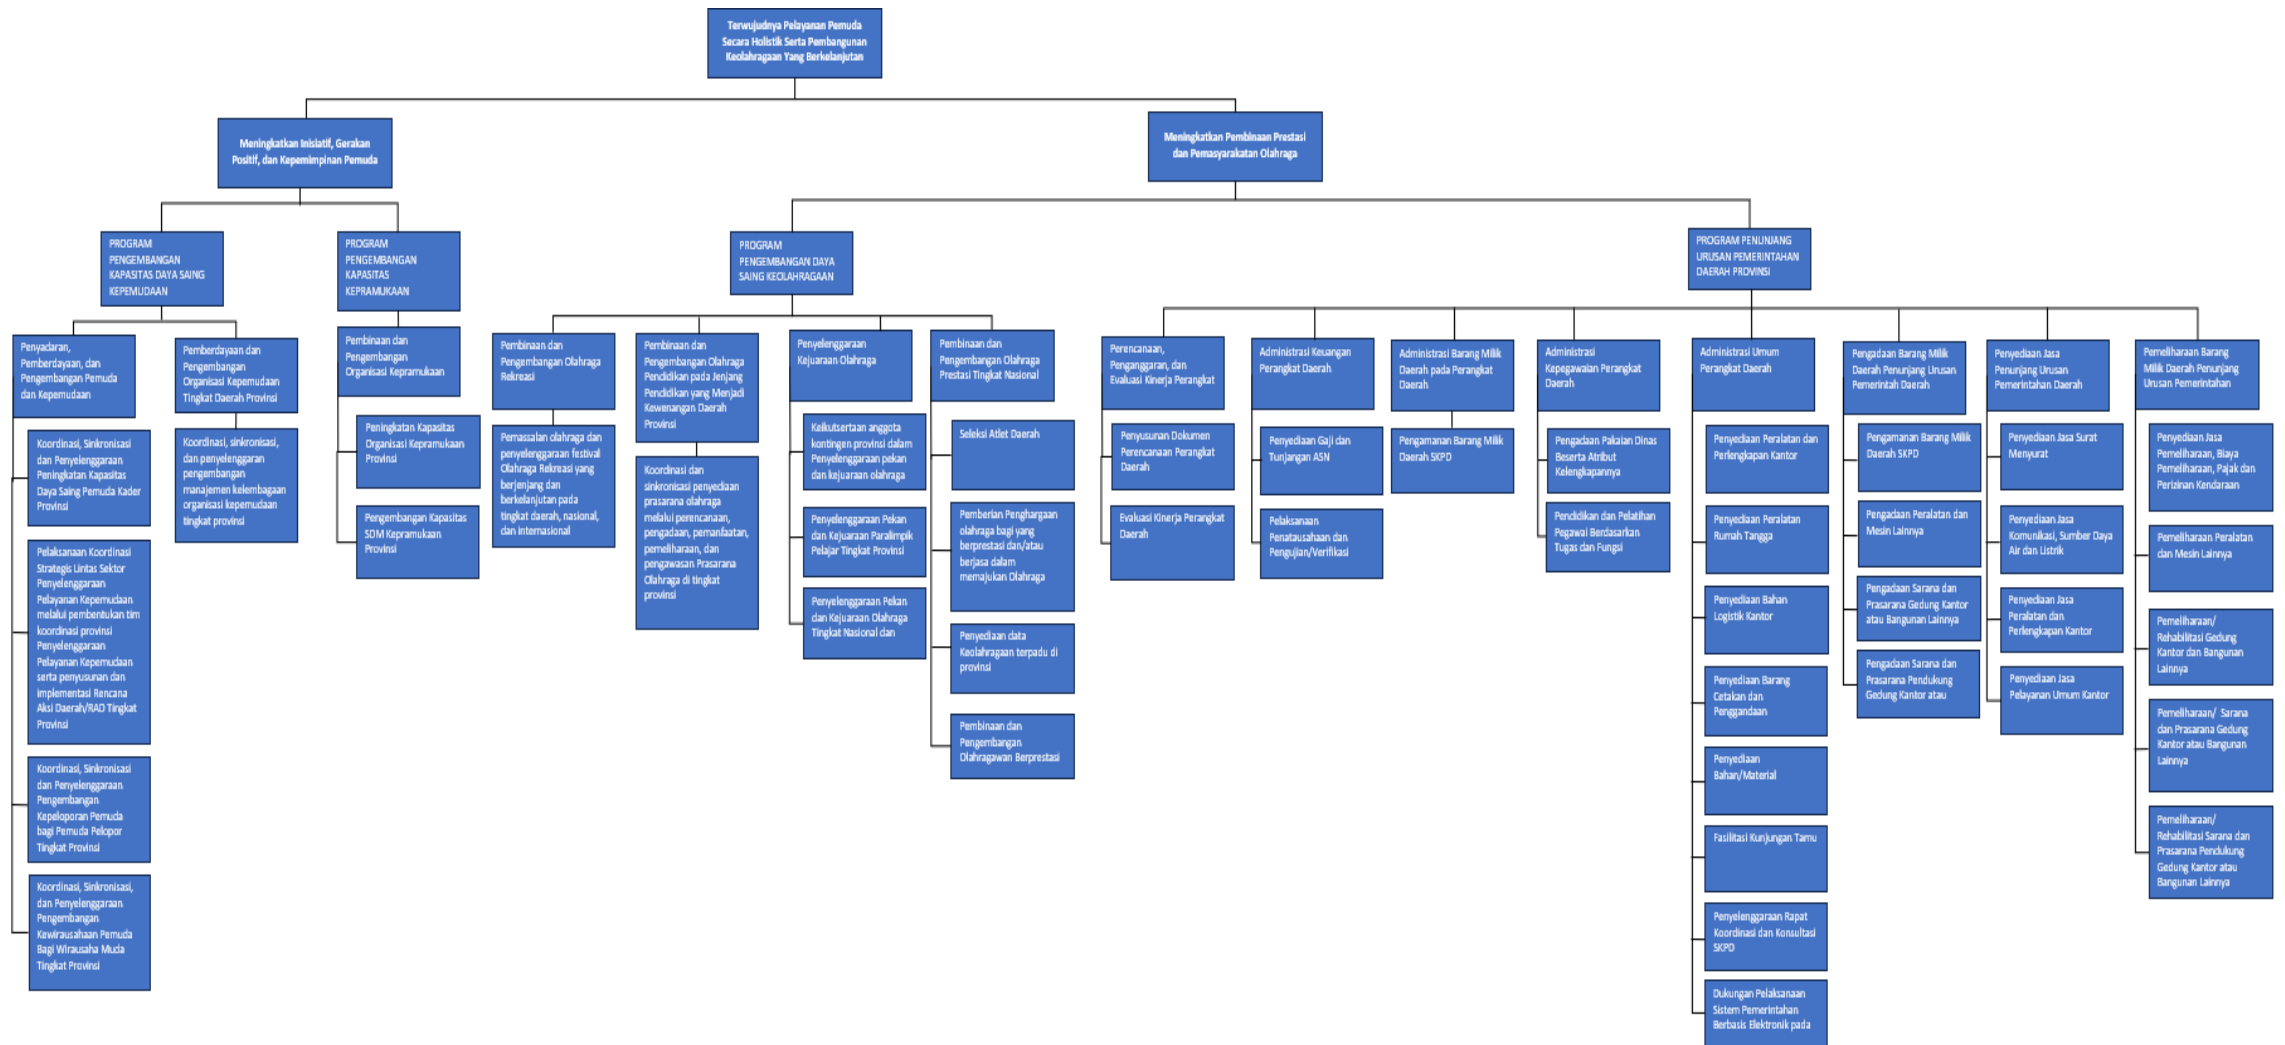 Terwujudnya Pelayanan Pemuda
Secara Holistik Serta Pembangunan
Keolahragaan Yang Berkelanjutan
Meningkatkan Inisiatif, Gerakan
Positif, dan Kepemimpinan Pemuda
Meningkatkan Pembinaan Prestasi
dan Pemasyarakatan Olahraga
PROGRAM
PENGEMBANGAN
KAPASITAS DAYA SAING
KEPEMUDAAN
PROGRAM
PENGEMBANGAN
KAPASITAS
KEPRAMUKAAN
PROGRAM
PENGEMBANGAN DAYA
SAING KEOLAHRAGAAN
PROGRAM PENUNJANG
URUSAN PEMERINTAHAN
DAERAH PROVINSI
Penyadaran,
Pemberdayaan, dan
Pengembangan Pemuda
dan Kepemudaan
Koordinasi, Sinkronisasi
dan Penyelenggaraan
Peningkatan Kapasitas
Daya Saing Pemuda Kader
Provinsi
Pelaksanaan Koordinasi
Strategis Lintas Sektor
Penyelenggaraan
Pelayanan Kepemudaan
melalui pembentukan tim
koordinasi provinsi
Penyelenggaraan
Pelayanan Kepemudaan
serta penyusunan dan
implementasi Rencana
Aksi Daerah/RAD Tingkat
Provinsi
Koordinasi, Sinkronisasi
dan Penyelenggaraan
Pengembangan
Kepeloporan Pemuda
bagi Pemuda Pelopor
Tingkat Provinsi
Koordinasi, Sinkronisasi,
dan Penyelenggaraan
Pengembangan
Kewirausahaan Pemuda
Bagi Wirausaha Muda
Tingkat Provinsi
Pemberdayaan dan
Pengembangan
Organisasi Kepemudaan
Tingkat Daerah Provinsi
Koordinasi, sinkronisasi,
dan penyelenggaran
pengembangan
manajemen kelembagaan
organisasi kepemudaan
tingkat provinsi
Pembinaan dan
Pengembangan
Organisasi Kepramukaan
Peningkatan Kapasitas
Organisasi Kepramukaan
Provinsi
Pengembangan Kapasitas
SDM Kepramukaan
Provinsi
Pembinaan dan
Pengembangan Olahraga
Rekreasi
Pemassalan olahraga dan
penyelenggaraan festival
Olahraga Rekreasi yang
berjenjang dan
berkelanjutan pada
tingkat daerah, nasional,
dan internasional
Pembinaan dan
Pengembangan Olahraga
Pendidikan pada Jenjang
Pendidikan yang Menjadi
Kewenangan Daerah
Provinsi
Koordinasi dan
sinkronisasi penyediaan
prasarana olahraga
melalui perencanaan,
pengadaan, pemanfaatan,
pemeliharaan, dan
pengawasan Prasarana
Olahraga di tingkat
provinsi
Penyelenggaraan
Kejuaraan Olahraga
Keikutsertaan anggota
kontingen provinsi dalam
Penyelenggaraan pekan
dan kejuaraan olahraga
Penyelenggaraan Pekan
dan Kejuaraan Paralimpik
Pelajar Tingkat Provinsi
Penyelenggaraan Pekan
dan Kejuaraan Olahraga
Tingkat Nasional dan
Pembinaan dan
Pengembangan Olahraga
Prestasi Tingkat Nasional
Seleksi Atlet Daerah
Pemberian Penghargaan
olahraga bagi yang
berprestasi dan/atau
berjasa dalam
memajukan Olahraga
Penyediaan data
Keolahragaan terpadu di
provinsi
Pembinaan dan
Pengembangan
Olahragawan Berprestasi
Perencanaan,
Penganggaran, dan
Evaluasi Kinerja Perangkat
Penyusunan Dokumen
Perencanaan Perangkat
Daerah
Evaluasi Kinerja Perangkat
Daerah
Administrasi Keuangan
Perangkat Daerah
Penyediaan Gaji dan
Tunjangan ASN
Pelaksanaan
Penatausahaan dan
Pengujian/Verifikasi
Administrasi Barang Milik
Daerah pada Perangkat
Daerah
Pengamanan Barang Milik
Daerah SKPD
Administrasi
Kepegawaian Perangkat
Daerah
Pengadaan Pakaian Dinas
Beserta Atribut
Kelengkapannya
Pendidikan dan Pelatihan
Pegawai Berdasarkan
Tugas dan Fungsi
Administrasi Umum
Perangkat Daerah
Penyediaan Peralatan dan
Perlengkapan Kantor
Penyediaan Peralatan
Rumah Tangga
Penyediaan Bahan
Logistik Kantor
Penyediaan Barang
Cetakan dan
Penggandaan
Penyediaan
Bahan/Material
Fasilitasi Kunjungan Tamu
Penyelenggaraan Rapat
Koordinasi dan Konsultasi
SKPD
Dukungan Pelaksanaan
Sistem Pemerintahan
Berbasis Elektronik pada
Pengadaan Barang Milik
Daerah Penunjang Urusan
Pemerintah Daerah
Pengamanan Barang Milik
Daerah SKPD
Pengadaan Peralatan dan
Mesin Lainnya
Pengadaan Sarana dan
Prasarana Gedung Kantor
atau Bangunan Lainnya
Pengadaan Sarana dan
Prasarana Pendukung
Gedung Kantor atau
Penyediaan Jasa
Penunjang Urusan
Pemerintahan Daerah
Penyediaan Jasa Surat
Menyurat
Penyediaan Jasa
Komunikasi, Sumber Daya
Air dan Listrik
Penyediaan Jasa
Peralatan dan
Perlengkapan Kantor
Penyediaan Jasa
Pelayanan Umum Kantor
Pemeliharaan Barang
Milik Daerah Penunjang
Urusan Pemerintahan
Penyediaan Jasa
Pemeliharaan, Biaya
Pemeliharaan, Pajak dan
Perizinan Kendaraan
Pemeliharaan Peralatan
dan Mesin Lainnya
Pemeliharaan/
Rehabilitasi Gedung
Kantor dan Bangunan
Lainnya
Pemeliharaan/ Sarana
dan Prasarana Gedung
Kantor atau Bangunan
Lainnya
Pemeliharaan/
Rehabilitasi Sarana dan
Prasarana Pendukung
Gedung Kantor atau
Bangunan Lainnya